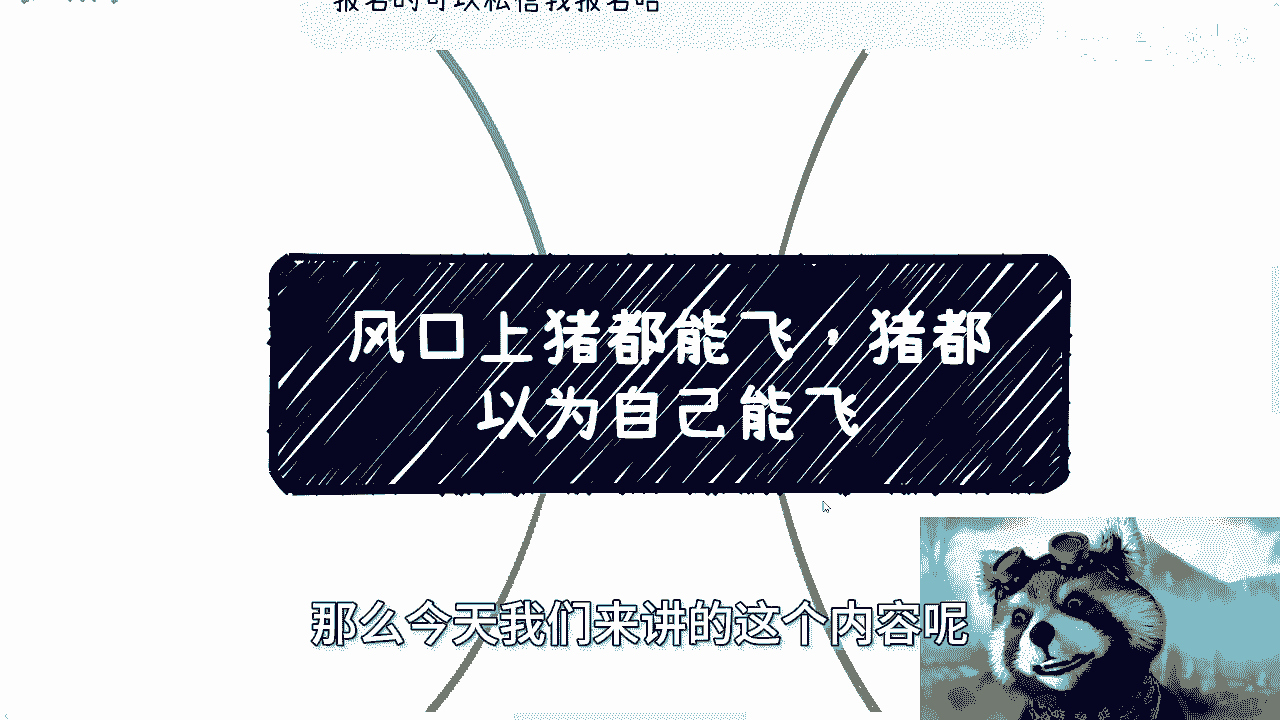 报名的可以私信我报名哈
风口上猪都能飞，猪都
以为自己能飞
那么今天我们来讲的这个内容呢